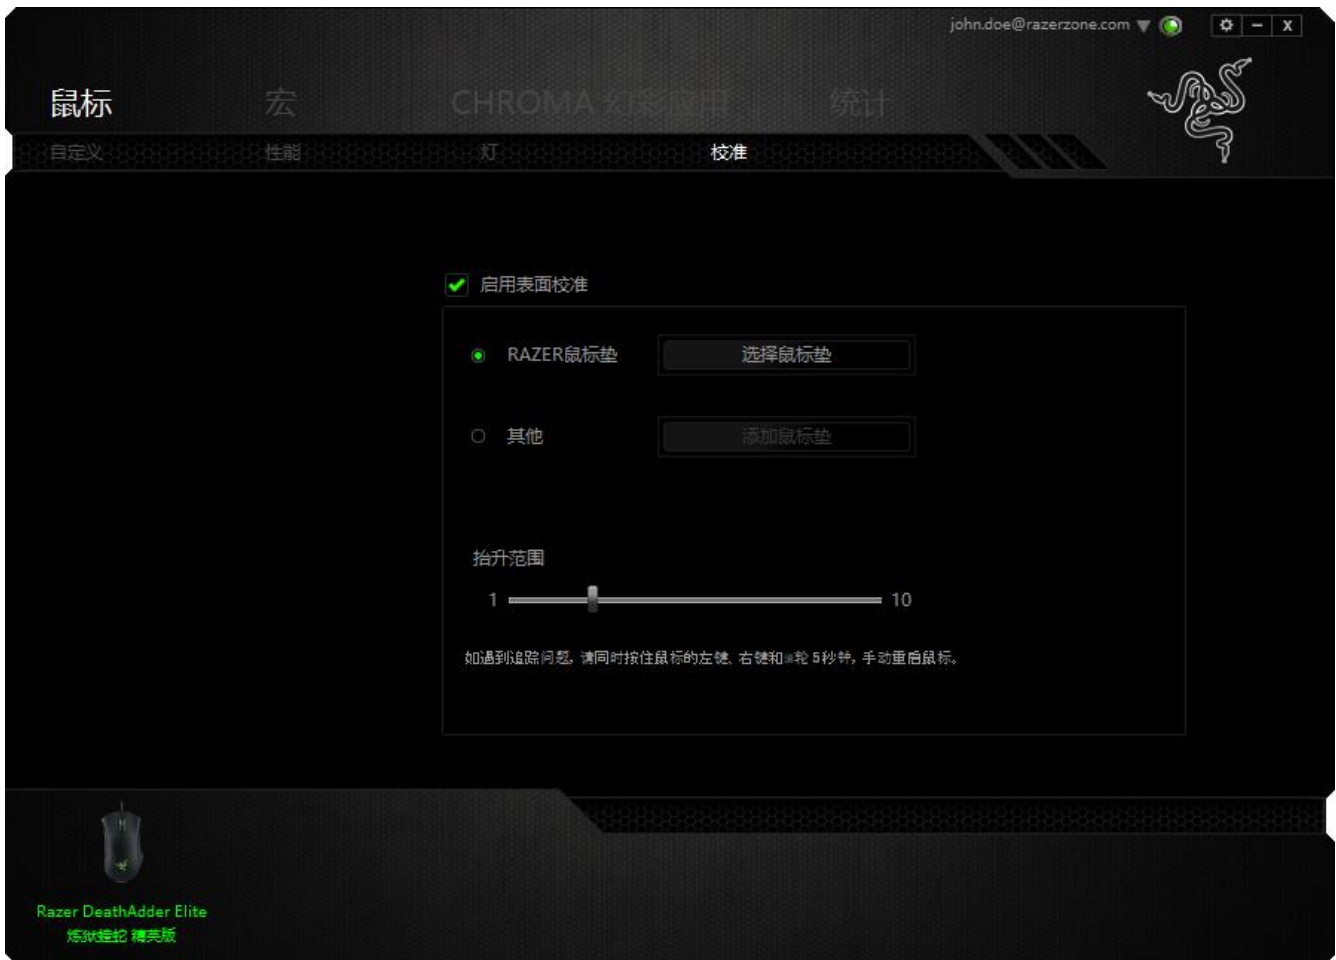 john.doe@razerzone.com
鼠标 宏 CHROMA 幻彩应用 统计
自定义 性能 灯 校准
启用表面校准
RAZER鼠标垫 选择鼠标垫
其他 添加鼠标垫
抬升范围
1 10
如遇到追踪问题, 请同时按住鼠标的左键、右键和滚轮 5秒钟, 手动重启鼠标。
Razer DeathAdder Elite
炼狱蝰蛇 精英版